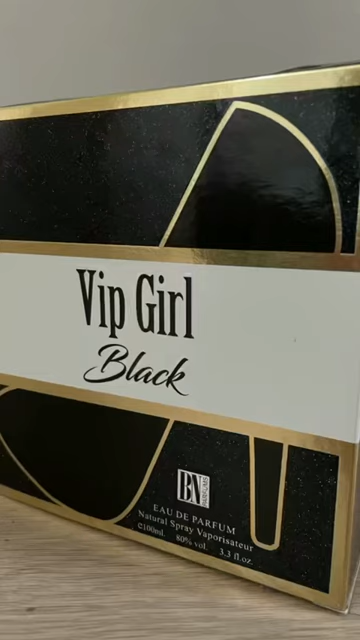 Vip Girl
Black
BN
PARFUMS
EAU DE PARFUM
Natural Spray Vaporisateur
℮100ml. 80% vol. 3.3 fl.oz.